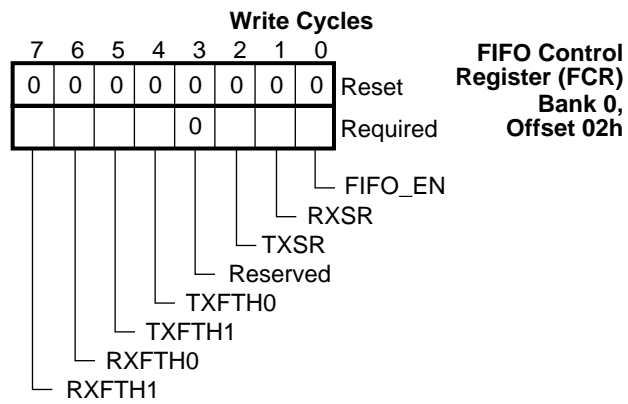 Write Cycles
7 6 5 4 3 2 1 0
FIFO Control
Register (FCR)
Bank 0,
Offset 02h
0 0 0 0 0 0 0 0 Reset
0 Required
FIFO_EN
RXSR
TXSR
Reserved
TXFTH0
TXFTH1
RXFTH0
RXFTH1